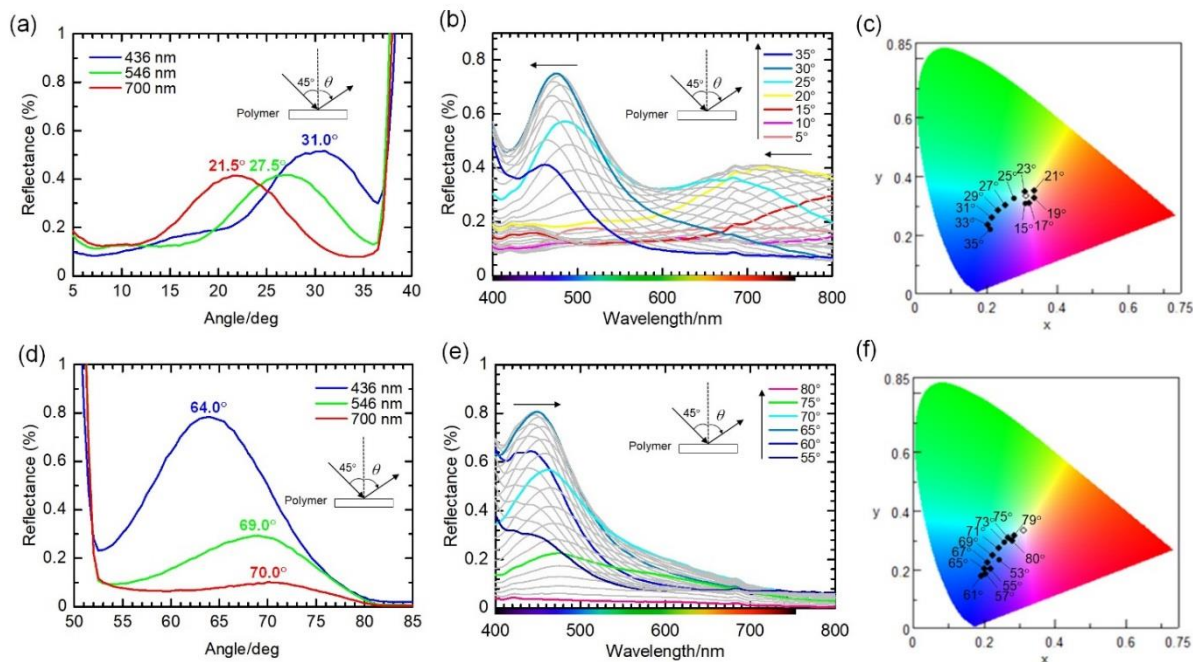 (a)
1
0.8
0.6
0.4
0.2
0
Reflectance (%)
436 nm
546 nm
700 nm
45° θ
Polymer
21.5° 27.5° 31.0°
5 10 15 20 25 30 35 40
Angle/deg
(b)
0.8
0.6
0.4
0.2
0
Reflectance (%)
45° θ
Polymer
35°
30°
25°
20°
15°
10°
5°
400 500 600 700 800
Wavelength/nm
(c)
0.85
0.6
y
0.4
0.2
0
23°
25° 21°
27°
29°
31° 19°
33° 17°
15°
35°
0 0.2 0.4 0.6 0.75
x
(d)
1
0.8
0.6
0.4
0.2
0
Reflectance (%)
436 nm
546 nm
700 nm
64.0°
45° θ
Polymer
69.0°
70.0°
50 55 60 65 70 75 80 85
Angle/deg
(e)
1
0.8
0.6
0.4
0.2
0
Reflectance (%)
45° θ
Polymer
80°
75°
70°
65°
60°
55°
400 500 600 700 800
Wavelength/nm
(f)
0.85
0.6
y
0.4
0.2
0
75° 79°
73°
71°
69° 80°
67°
65° 53°
55°
61° 57°
0 0.2 0.4 0.6 0.75
x